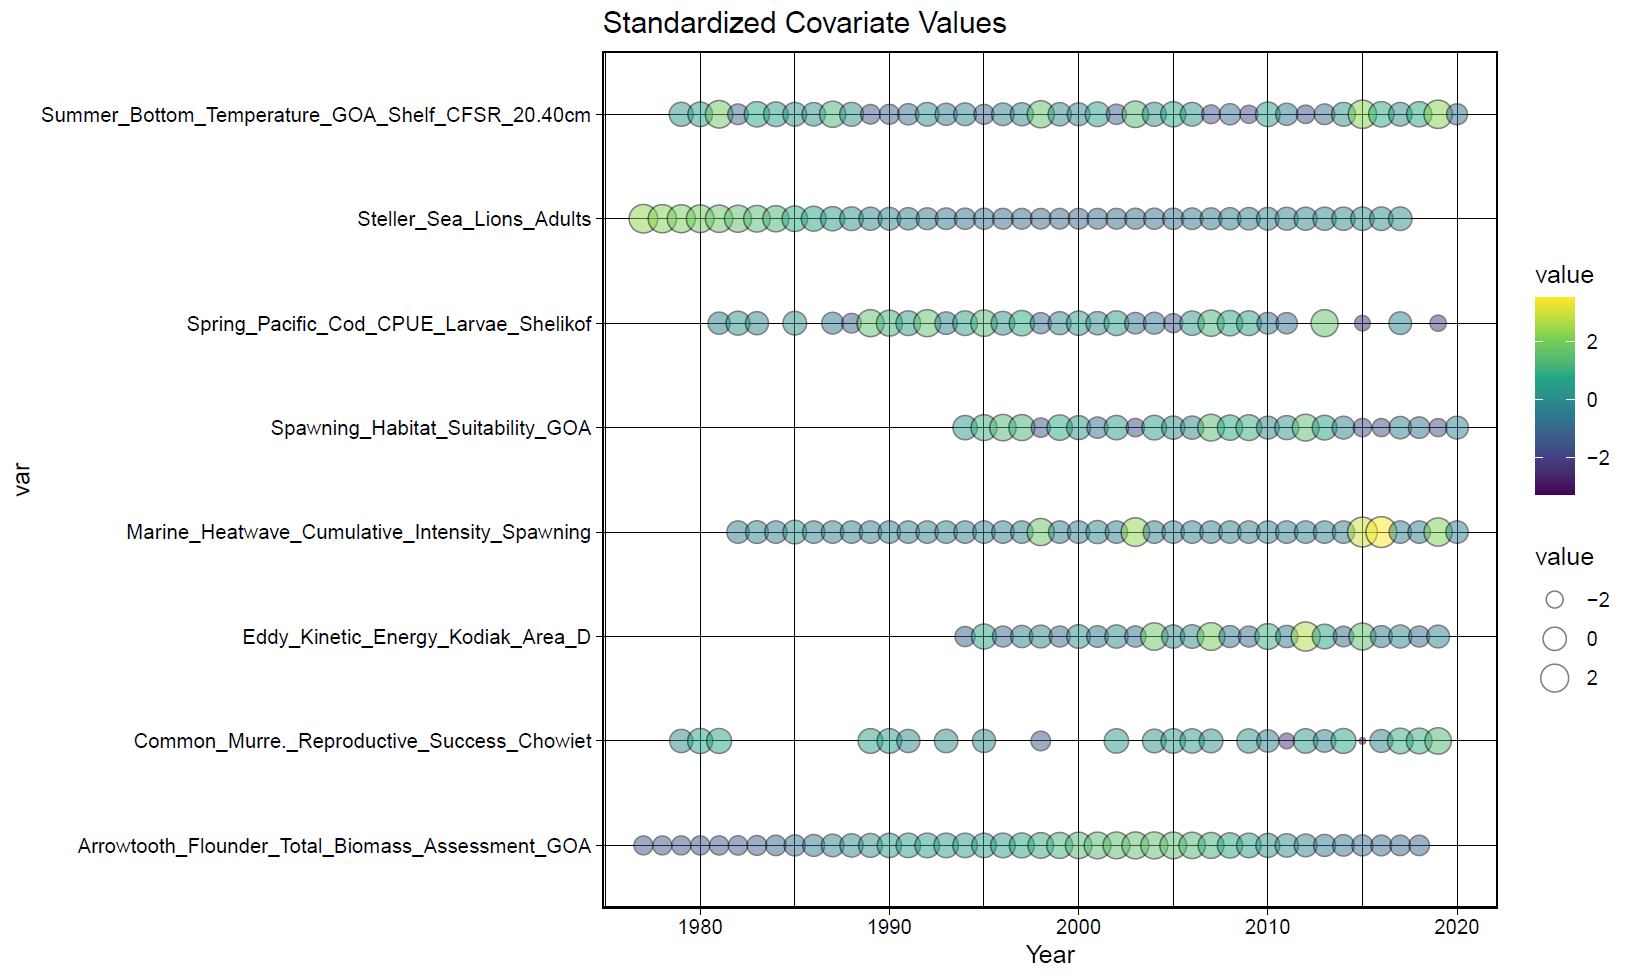 Standardized Covariate Values
Summer_Bottom_Temperature_GOA_Shelf_CFSR_20.40cm
Steller_Sea_Lions_Adults
Spring_Pacific_Cod_CPUE_Larvae_Shelikof
Spawning_Habitat_Suitability_GOA
Marine_Heatwave_Cumulative_Intensity_Spawning
Eddy_Kinetic_Energy_Kodiak_Area_D
Common_Murre._Reproductive_Success_Chowiet
Arrowtooth_Flounder_Total_Biomass_Assessment_GOA
var
1980 1990 2000 2010 2020
Year
value
2
0
−2
value
−2
0
2